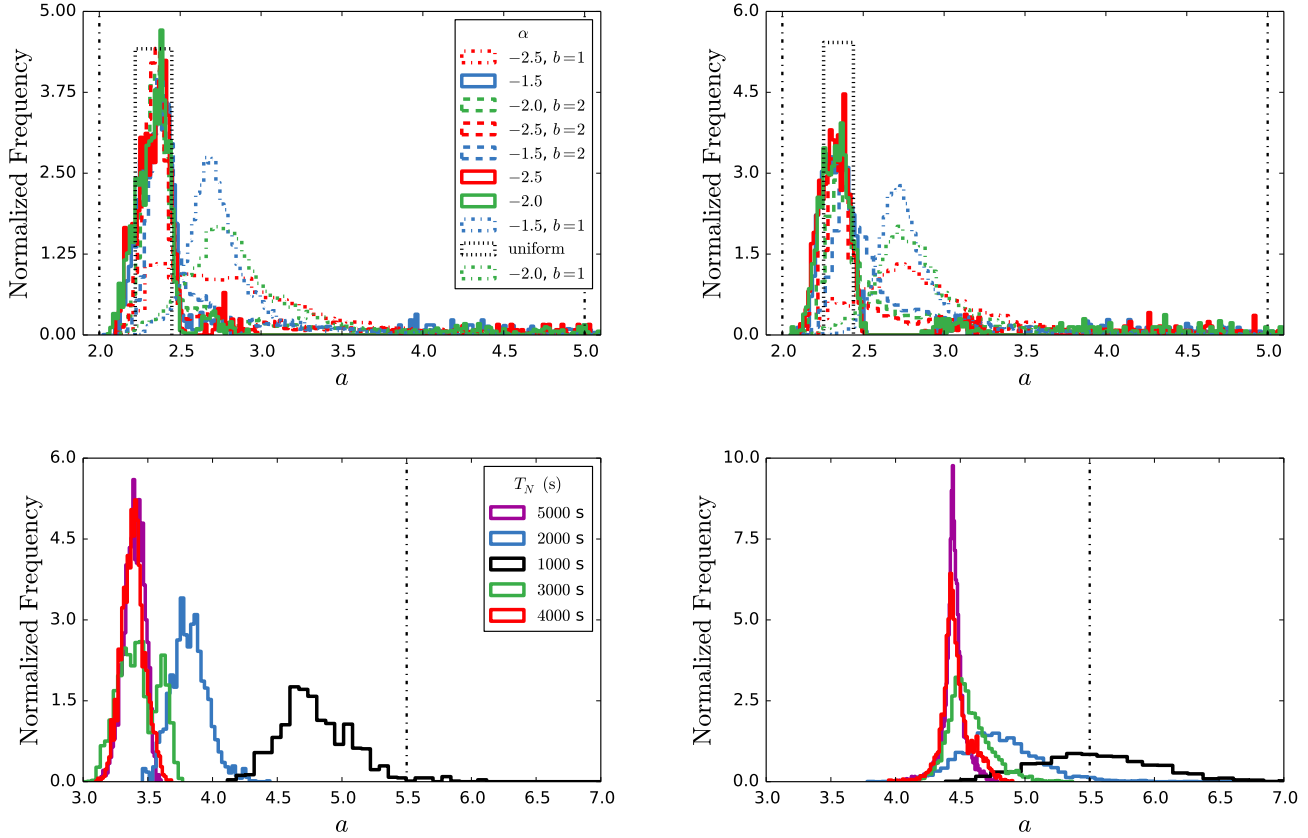 5.00
3.75
2.50
1.25
0.00
Normalized Frequency
2.0 2.5 3.0 3.5 4.0 4.5 5.0
a
α
−2.5, b=1
−1.5
−2.0, b=2
−2.5, b=2
−1.5, b=2
−2.5
−2.0
−1.5, b=1
uniform
−2.0, b=1
6.0
4.5
3.0
1.5
0.0
Normalized Frequency
2.0 2.5 3.0 3.5 4.0 4.5 5.0
a
6.0
4.5
3.0
1.5
0.0
Normalized Frequency
3.0 3.5 4.0 4.5 5.0 5.5 6.0 6.5 7.0
a
T_N (s)
5000 s
2000 s
1000 s
3000 s
4000 s
10.0
7.5
5.0
2.5
0.0
Normalized Frequency
3.0 3.5 4.0 4.5 5.0 5.5 6.0 6.5 7.0
a